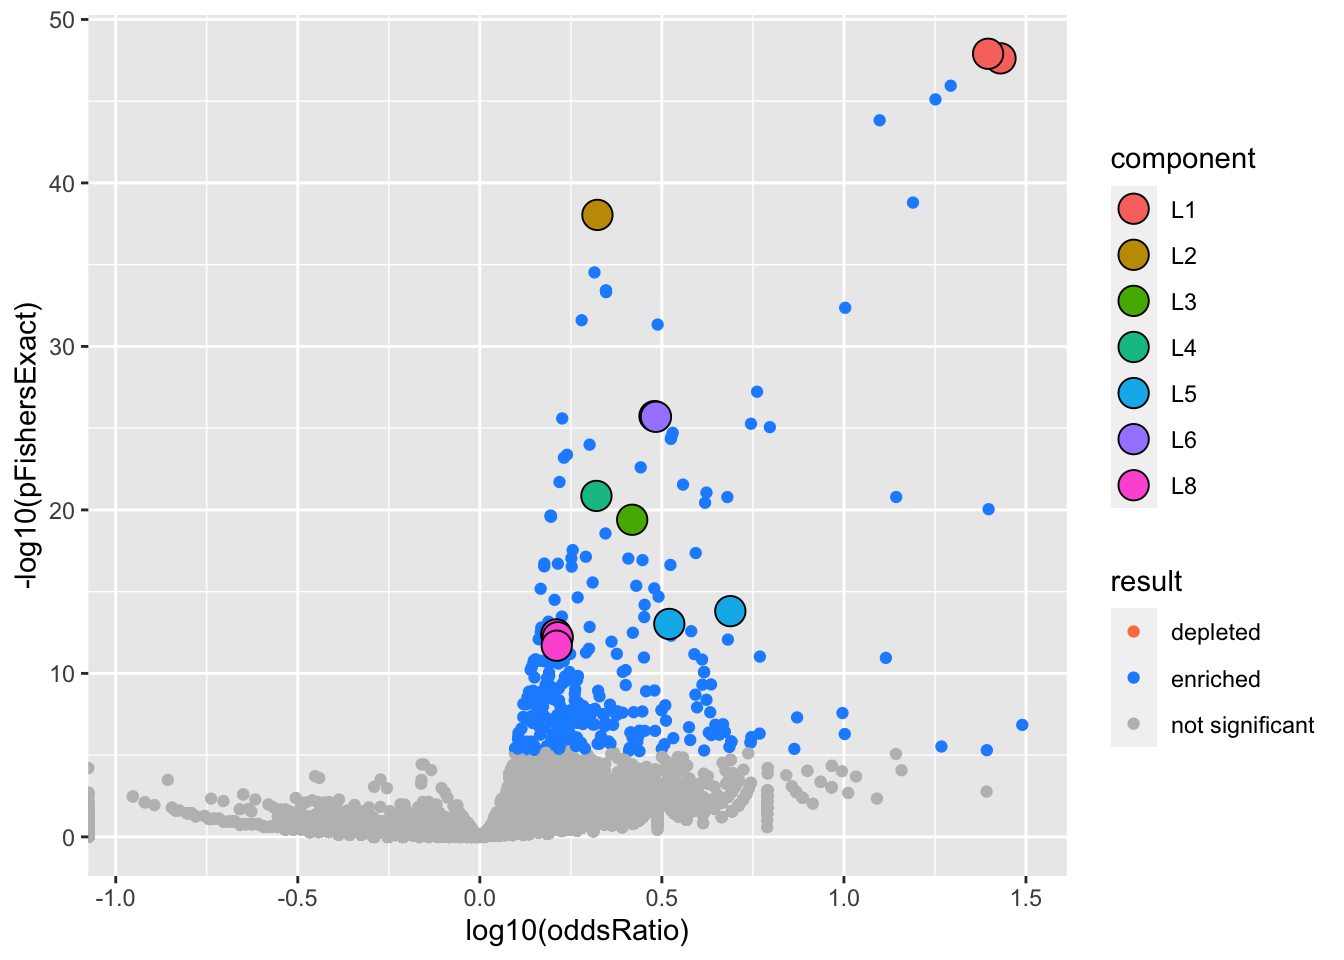 50
40
30
20
10
0
-log10(pFishersExact)
-1.0
-0.5
0.0
0.5
1.0
1.5
log10(oddsRatio)
component
L1
L2
L3
L4
L5
L6
L8
result
depleted
enriched
not significant